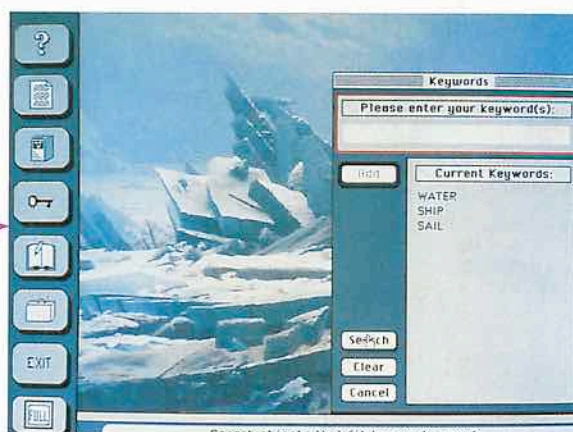 ?
EXIT
FULL
Keywords
Please enter your keyword(s):
Add
Current Keywords:
WATER
SHIP
SAIL
Search
Clear
Cancel